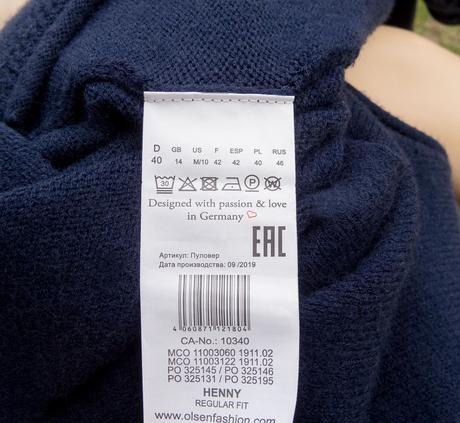 D GB US F ESP PL RUS
40 14 M/10 42 42 40 46
30 P W
Designed with passion & love
in Germany
EAC
Артикул: Пуловер
Дата производства: 09 /2019
4 060871 121804
CA-No.: 10340
MCO 11003060 1911.02
MCO 11003122 1911.02
PO 325145 / PO 325146
PO 325131 / PO 325195
HENNY
REGULAR FIT
www.olsenfashion.com